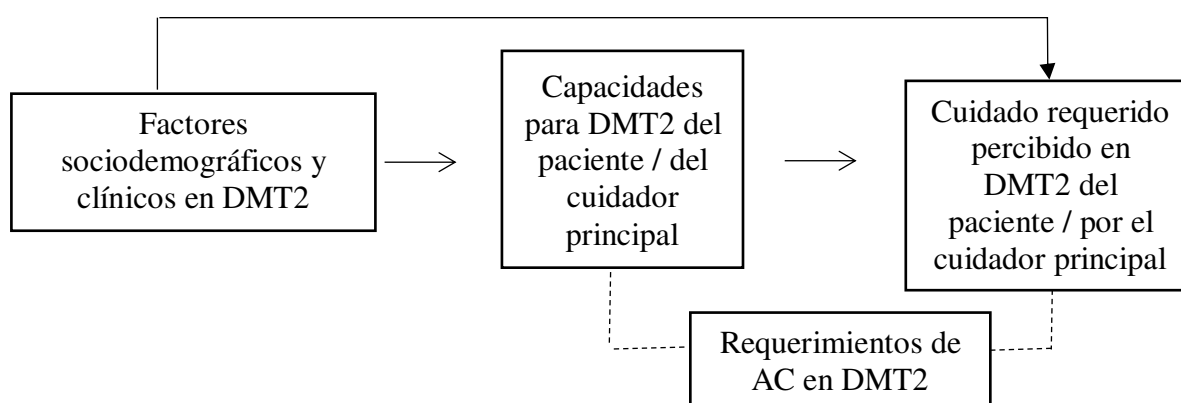 Factores
sociodemográficos y
clínicos en DMT2
Capacidades
para DMT2 del
paciente / del
cuidador
principal
Cuidado requerido
percibido en
DMT2 del
paciente / por el
cuidador principal
Requerimientos de
AC en DMT2